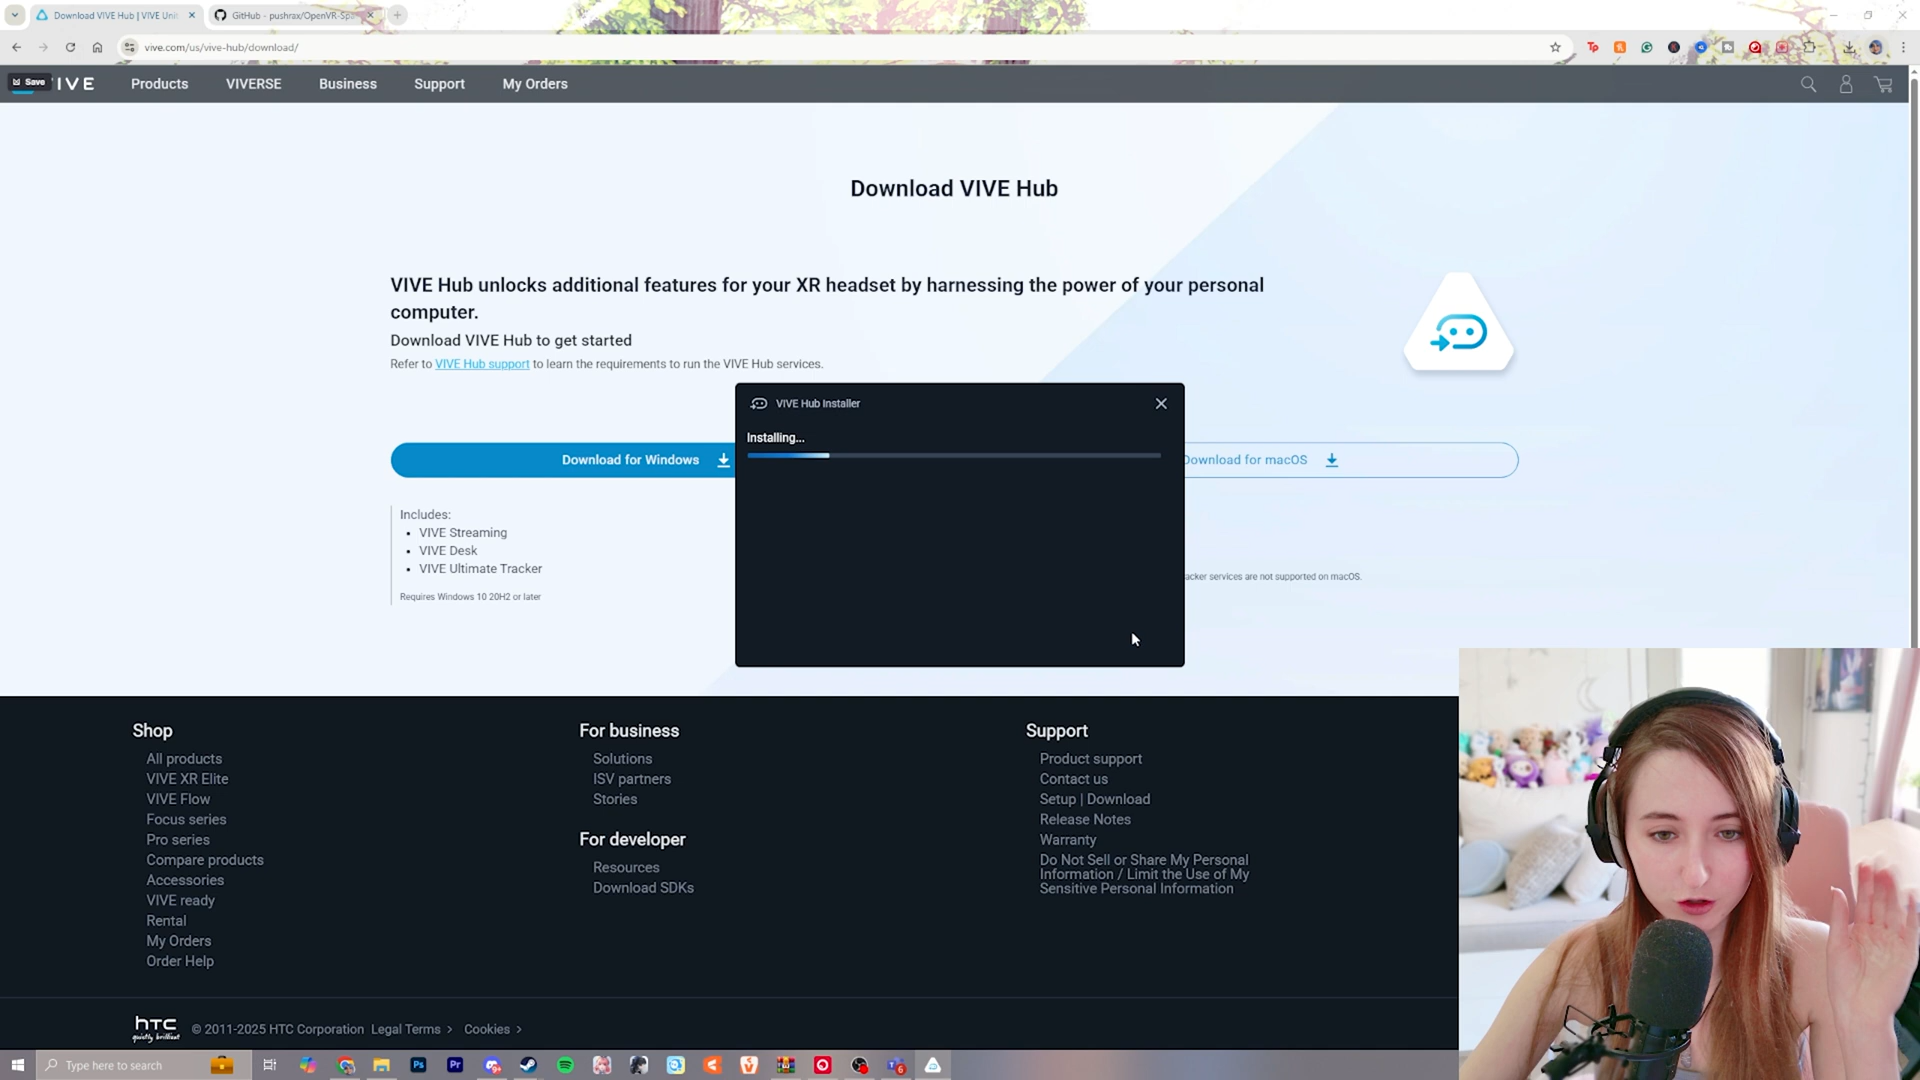 Download VIVE Hub | VIVE Uni
GitHub - pushrax/OpenVR-Spa
vive.com/us/vive-hub/download/
Save
IVE
Products
VIVERSE
Business
Support
My Orders
Download VIVE Hub
VIVE Hub unlocks additional features for your XR headset by harnessing the power of your personal
computer.
Download VIVE Hub to get started
Refer to VIVE Hub support to learn the requirements to run the VIVE Hub services.
VIVE Hub Installer
Installing...
Download for Windows
Download for macOS
Includes:
VIVE Streaming
VIVE Desk
VIVE Ultimate Tracker
Requires Windows 10 20H2 or later
acker services are not supported on macOS.
Shop
All products
VIVE XR Elite
VIVE Flow
Focus series
Pro series
Compare products
Accessories
VIVE ready
Rental
My Orders
Order Help
For business
Solutions
ISV partners
Stories
For developer
Resources
Download SDKs
Support
Product support
Contact us
Setup | Download
Release Notes
Warranty
Do Not Sell or Share My Personal
Information / Limit the Use of My
Sensitive Personal Information
hTC
quietly brilliant
© 2011-2025 HTC Corporation Legal Terms > Cookies >
Type here to search
Ps
Pr